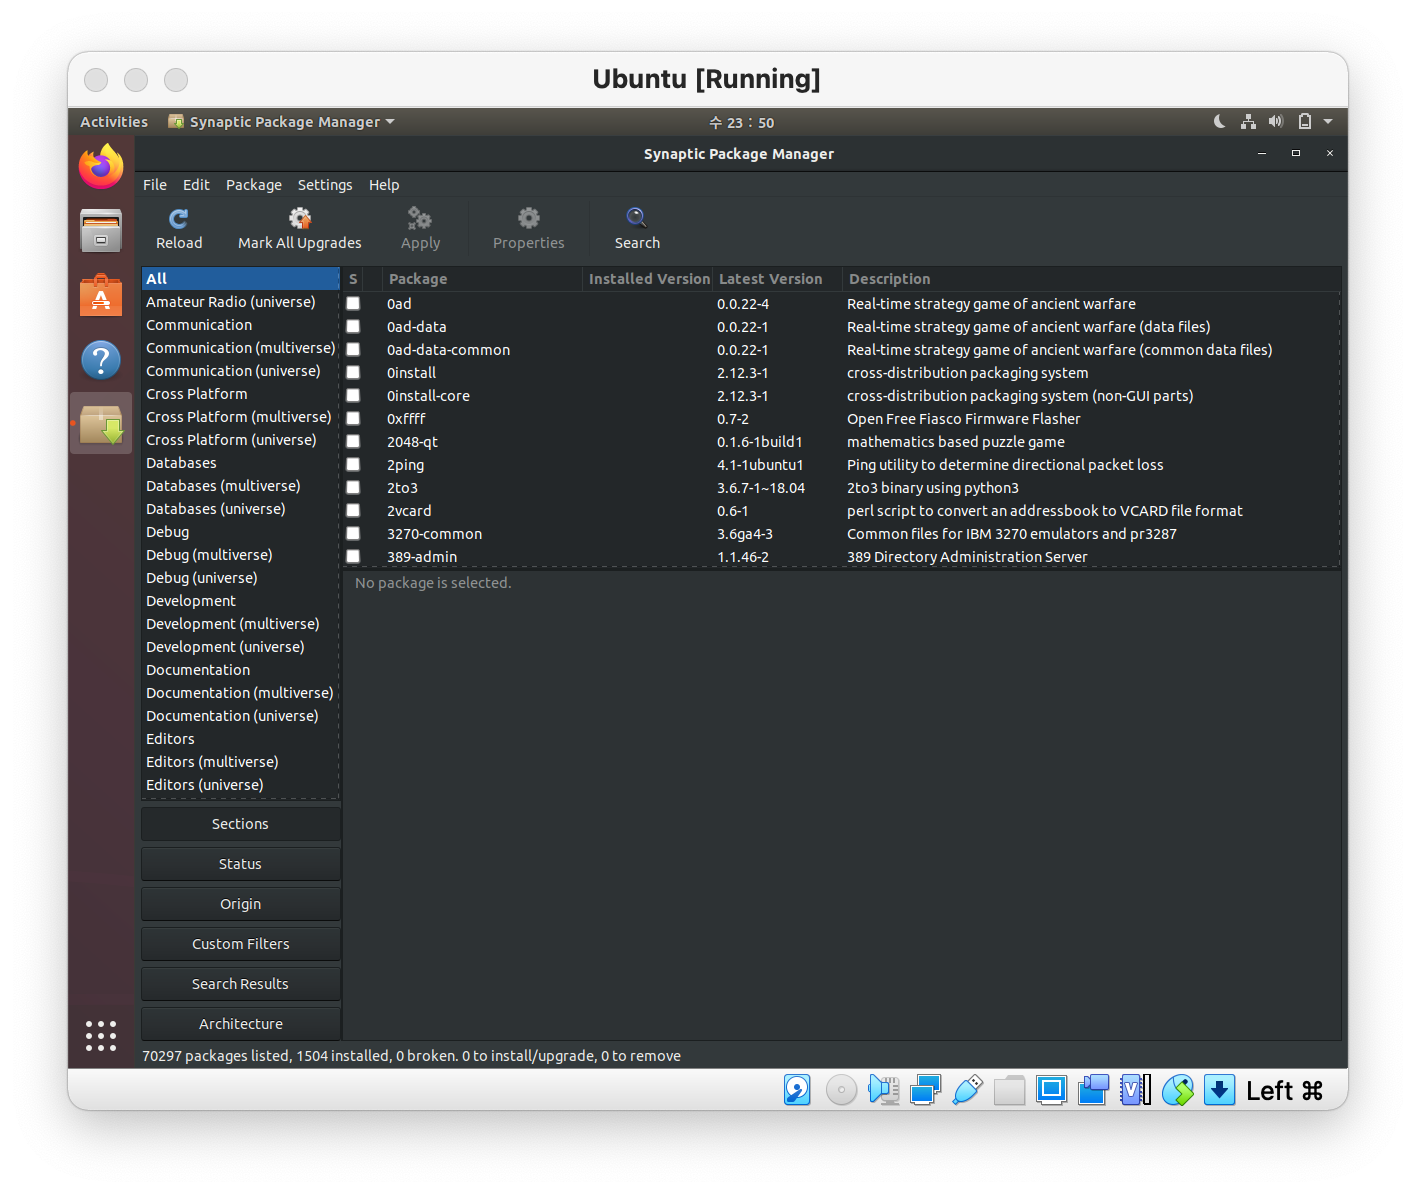 Ubuntu [Running]
Activities Synaptic Package Manager 수 23 : 50
Synaptic Package Manager
File Edit Package Settings Help
Reload Mark All Upgrades Apply Properties Search
All
Amateur Radio (universe)
Communication
Communication (multiverse)
Communication (universe)
Cross Platform
Cross Platform (multiverse)
Cross Platform (universe)
Databases
Databases (multiverse)
Databases (universe)
Debug
Debug (multiverse)
Debug (universe)
Development
Development (multiverse)
Development (universe)
Documentation
Documentation (multiverse)
Documentation (universe)
Editors
Editors (multiverse)
Editors (universe)
Sections
Status
Origin
Custom Filters
Search Results
Architecture
S Package Installed Version Latest Version Description
0ad 0.0.22-4 Real-time strategy game of ancient warfare
0ad-data 0.0.22-1 Real-time strategy game of ancient warfare (data files)
0ad-data-common 0.0.22-1 Real-time strategy game of ancient warfare (common data files)
0install 2.12.3-1 cross-distribution packaging system
0install-core 2.12.3-1 cross-distribution packaging system (non-GUI parts)
0xffff 0.7-2 Open Free Fiasco Firmware Flasher
2048-qt 0.1.6-1build1 mathematics based puzzle game
2ping 4.1-1ubuntu1 Ping utility to determine directional packet loss
2to3 3.6.7-1~18.04 2to3 binary using python3
2vcard 0.6-1 perl script to convert an addressbook to VCARD file format
3270-common 3.6ga4-3 Common files for IBM 3270 emulators and pr3287
389-admin 1.1.46-2 389 Directory Administration Server
No package is selected.
70297 packages listed, 1504 installed, 0 broken. 0 to install/upgrade, 0 to remove
Left ⌘